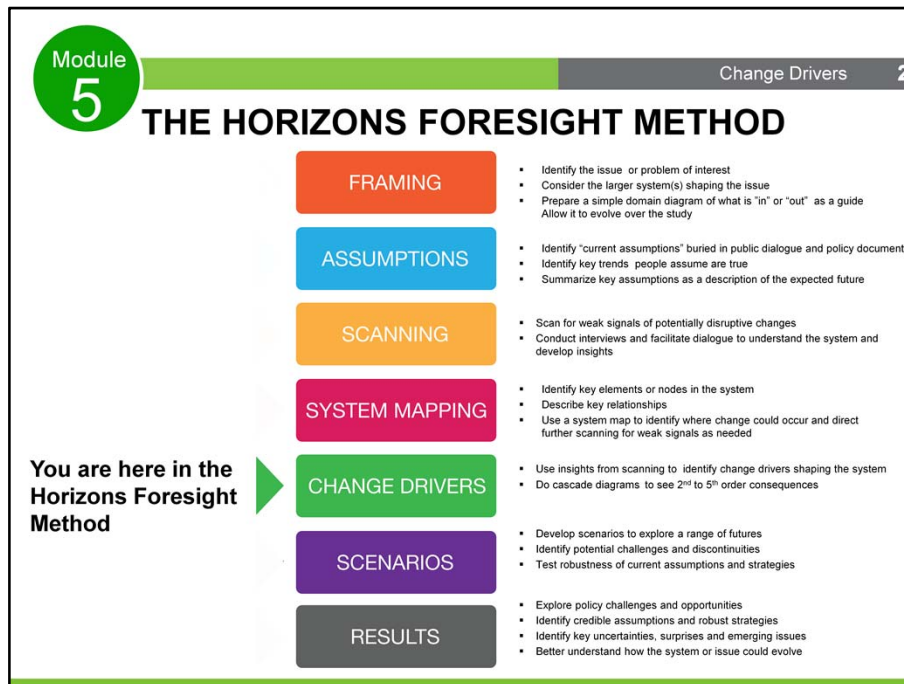 Module
5
Change Drivers 2
THE HORIZONS FORESIGHT METHOD
FRAMING
▪ Identify the issue or problem of interest
▪ Consider the larger system(s) shaping the issue
▪ Prepare a simple domain diagram of what is "in" or "out" as a guide
Allow it to evolve over the study
ASSUMPTIONS
▪ Identify "current assumptions" buried in public dialogue and policy document
▪ Identify key trends people assume are true
▪ Summarize key assumptions as a description of the expected future
SCANNING
▪ Scan for weak signals of potentially disruptive changes
▪ Conduct interviews and facilitate dialogue to understand the system and
develop insights
SYSTEM MAPPING
▪ Identify key elements or nodes in the system
▪ Describe key relationships
▪ Use a system map to identify where change could occur and direct
further scanning for weak signals as needed
You are here in the
Horizons Foresight
Method
CHANGE DRIVERS
▪ Use insights from scanning to identify change drivers shaping the system
▪ Do cascade diagrams to see 2nd to 5th order consequences
SCENARIOS
▪ Develop scenarios to explore a range of futures
▪ Identify potential challenges and discontinuities
▪ Test robustness of current assumptions and strategies
RESULTS
▪ Explore policy challenges and opportunities
▪ Identify credible assumptions and robust strategies
▪ Identify key uncertainties, surprises and emerging issues
▪ Better understand how the system or issue could evolve